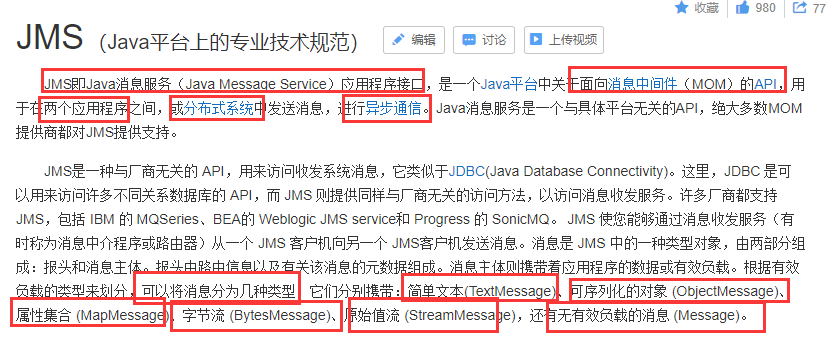 收藏 980 77
JMS（Java平台上的专业技术规范） 编辑 讨论 上传视频
JMS即Java消息服务（Java Message Service）应用程序接口，是一个Java平台中关于面向消息中间件（MOM）的API，用
于在两个应用程序之间，或分布式系统中发送消息，进行异步通信。Java消息服务是一个与具体平台无关的API，绝大多数MOM
提供商都对JMS提供支持。
JMS是一种与厂商无关的 API，用来访问收发系统消息，它类似于JDBC(Java Database Connectivity)。这里，JDBC 是可
以用来访问许多不同关系数据库的 API，而 JMS 则提供同样与厂商无关的访问方法，以访问消息收发服务。许多厂商都支持
JMS，包括 IBM 的 MQSeries、BEA的 Weblogic JMS service和 Progress 的 SonicMQ。 JMS 使您能够通过消息收发服务（有
时称为消息中介程序或路由器）从一个 JMS 客户机向另一个 JMS客户机发送消息。消息是 JMS 中的一种类型对象，由两部分组
成：报头和消息主体。报头由路由信息以及有关该消息的元数据组成。消息主体则携带着应用程序的数据或有效负载。根据有效
负载的类型来划分，可以将消息分为几种类型，它们分别携带：简单文本(TextMessage)、可序列化的对象 (ObjectMessage)、
属性集合 (MapMessage)、字节流 (BytesMessage)、原始值流 (StreamMessage)，还有无有效负载的消息 (Message)。